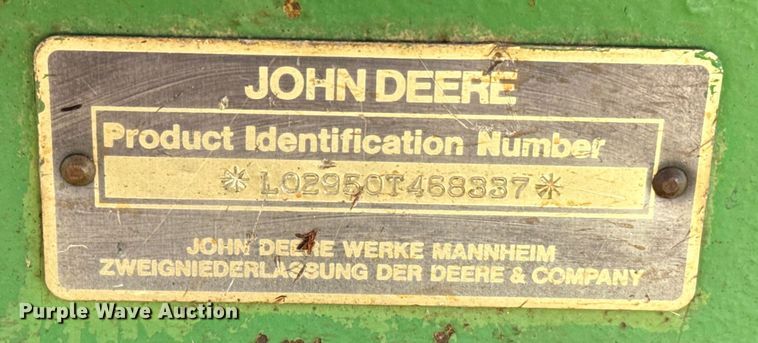 JOHN DEERE
Product Identification Number
*L02950T468337*
JOHN DEERE WERKE MANNHEIM
ZWEIGNIEDERLASSUNG DER DEERE & COMPANY
Purple Wave Auction